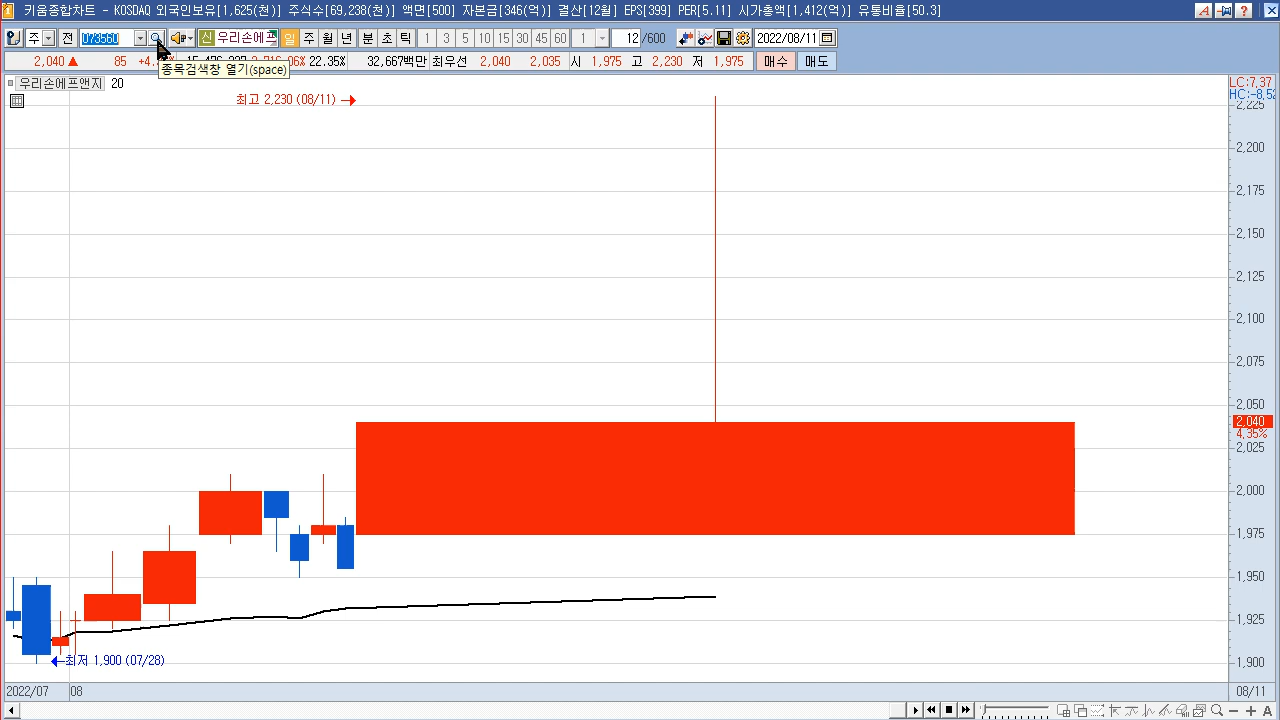 키움종합차트 - KOSDAQ 외국인보유[1,625(천)] 주식수[69,238(천)] 액면[500] 자본금[346(억)] 결산[12월] EPS[399] PER[5.11] 시가총액[1,412(억)] 유통비율[50.3]
주 전 073560 신 우리손에프 일 주 월 년 분 초 틱 1 3 5 10 15 30 45 60 1 12 /600 2022/08/11
2,040 ▲ 85 22.35% 32,667백만 최우선 2,040 2,035 시 1,975 고 2,230 저 1,975 매수 매도
종목검색창 열기(space)
우리손에프앤지 20
LC:7,37
최고 2,230 (08/11)
2,225
2,200
2,175
2,150
2,125
2,100
2,075
2,050
2,040
4,35%
2,025
2,000
1,975
1,950
1,925
1,900
최저 1,900 (07/28)
2022/07 08 08/11
A